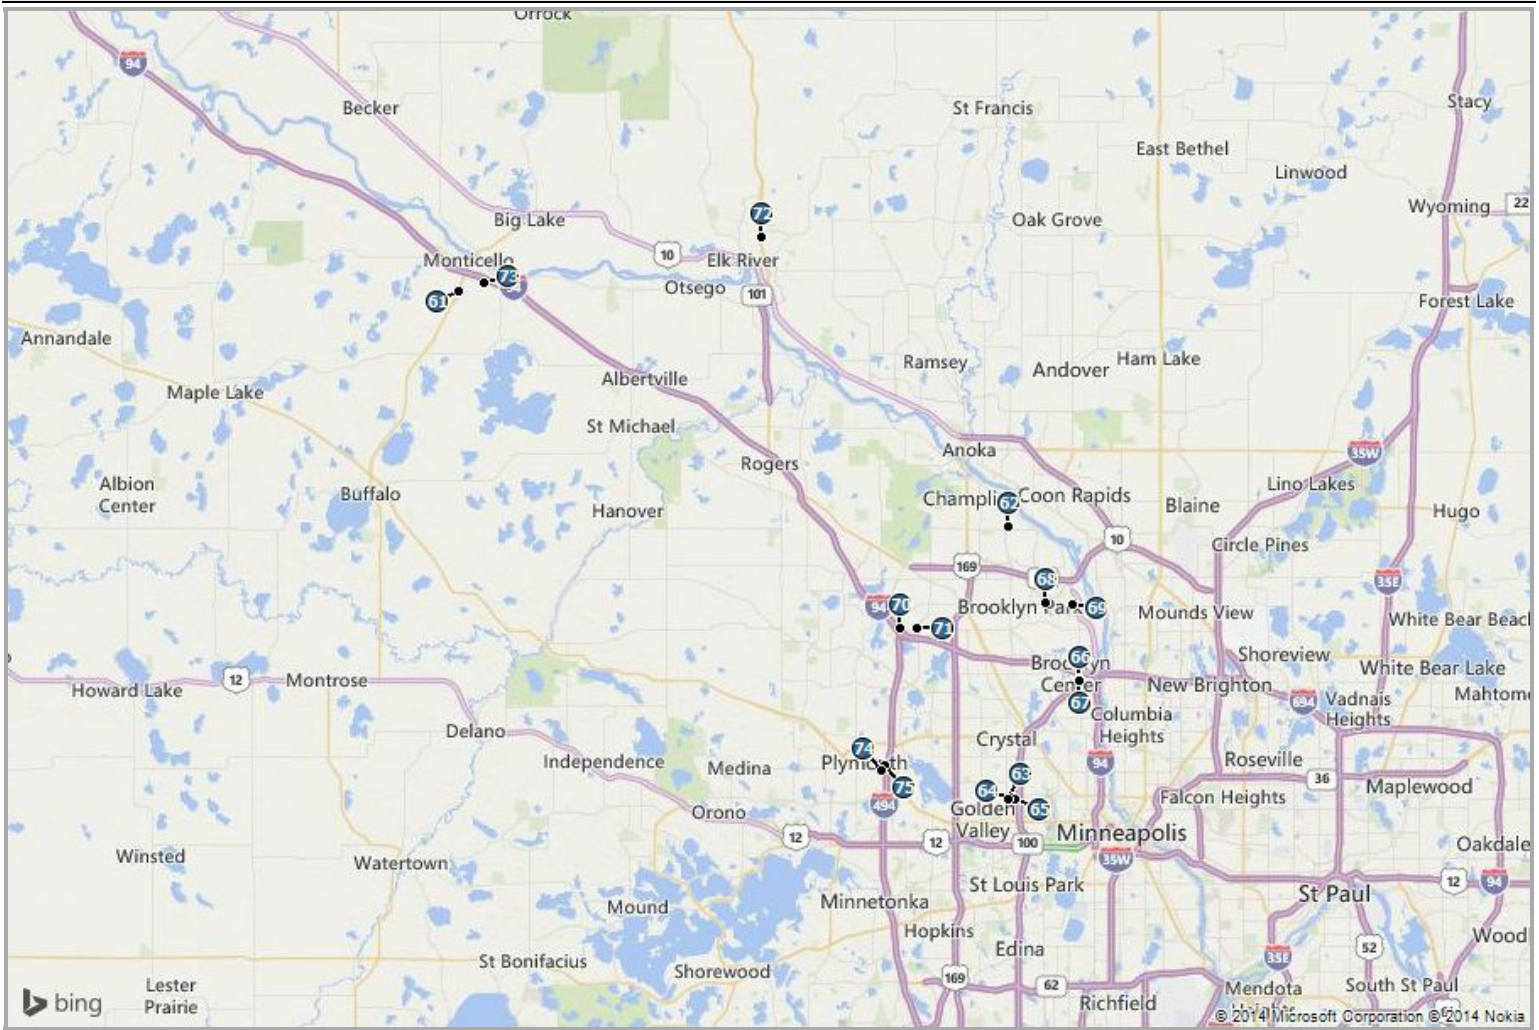 Orrock
94
Becker
St Francis
Stacy
East Bethel
Linwood
72
Wyoming
22
Big Lake
Oak Grove
10
Monticello
73
Elk River
Otsego
101
61
Forest Lake
Annandale
Ramsey
Andover
Ham Lake
Albertville
Maple Lake
St Michael
Anoka
35W
Rogers
Albion
Center
Buffalo
Hanover
Champlin
62
Coon Rapids
Blaine
Lino Lakes
Hugo
10
Circle Pines
169
68
35E
94
70
Brooklyn Park
69
Mounds View
White Bear Beach
71
66
Brooklyn
Center
67
Shoreview
White Bear Lake
12
Montrose
Howard Lake
New Brighton
694
Vadnais
Heights
Mahtome
Columbia
Heights
Delano
Crystal
94
Independence
Medina
74
Plymouth
75
494
63
64
65
Golden
Valley
Roseville
36
Maplewood
Falcon Heights
Orono
12
12
100
Minneapolis
35W
Oakdale
Winsted
Watertown
St Louis Park
St Paul
12
94
Mound
Minnetonka
Hopkins
Edina
Wood
52
35E
St Bonifacius
Shorewood
169
62
Richfield
Mendota
Heights
South St Paul
Lester
Prairie
bing
© 2014 Microsoft Corporation © 2014 Nokia